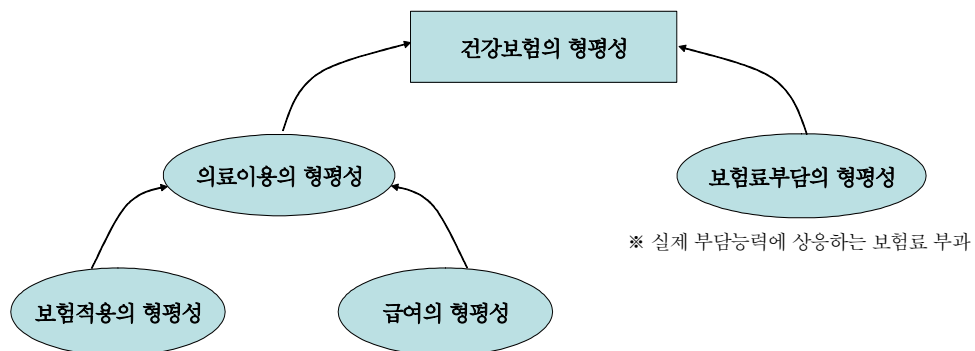 건강보험의 형평성
의료이용의 형평성
보험료부담의 형평성
※ 실제 부담능력에 상응하는 보험료 부과
보험적용의 형평성
급여의 형평성